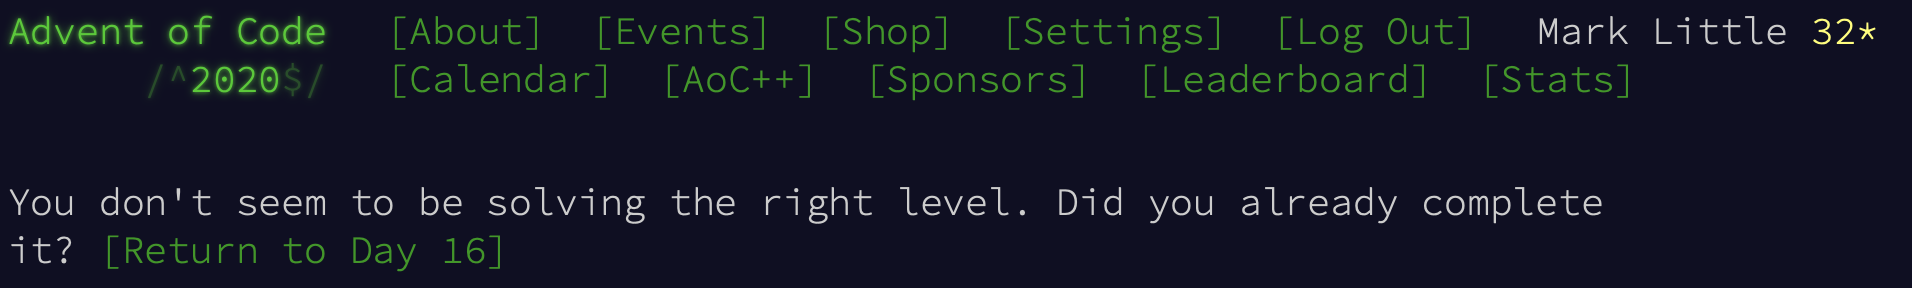 Advent of Code [About] [Events] [Shop] [Settings] [Log Out] Mark Little 32*
/^2020$/ [Calendar] [AoC++] [Sponsors] [Leaderboard] [Stats]
You don't seem to be solving the right level. Did you already complete
it? [Return to Day 16]